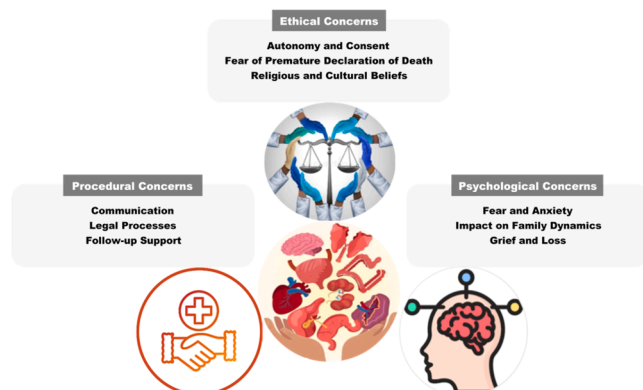 Ethical Concerns
Autonomy and Consent
Fear of Premature Declaration of Death
Religious and Cultural Beliefs
Procedural Concerns
Communication
Legal Processes
Follow-up Support
Psychological Concerns
Fear and Anxiety
Impact on Family Dynamics
Grief and Loss